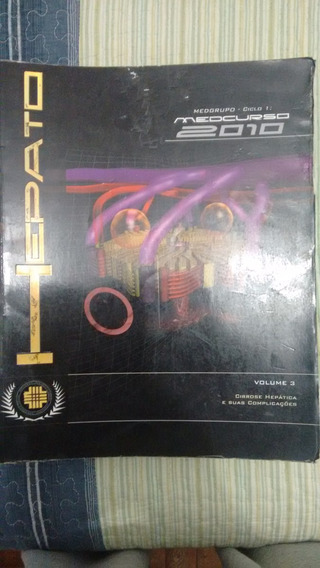 MEDGRUPO - CICLO 1:
MEDCURSO
2010
HEPATO
VOLUME 3
CIRROSE HEPÁTICA
E SUAS COMPLICAÇÕES